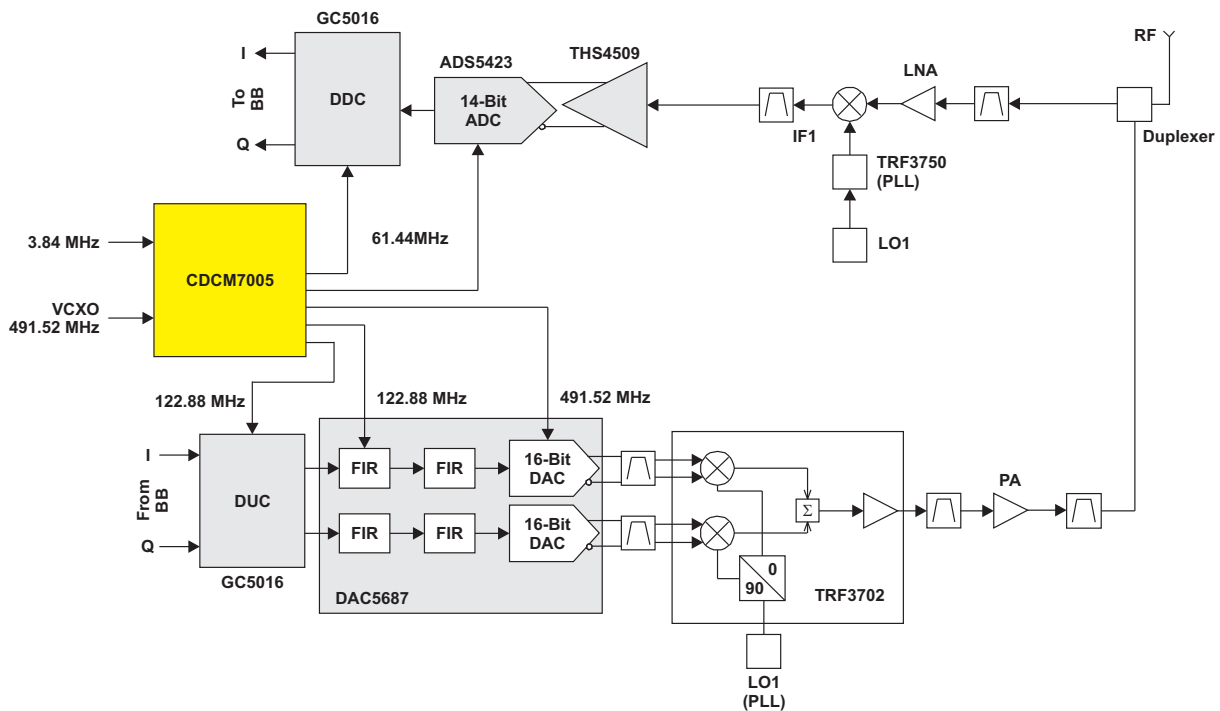 GC5016
I
To
BB
Q
DDC
ADS5423
14-Bit
ADC
THS4509
IF1
LNA
RF
Duplexer
TRF3750
(PLL)
LO1
3.84 MHz
VCXO
491.52 MHz
CDCM7005
61.44MHz
122.88 MHz
122.88 MHz
491.52 MHz
I
From
BB
Q
DUC
GC5016
FIR
FIR
16-Bit
DAC
FIR
FIR
16-Bit
DAC
DAC5687
Σ
0
90
TRF3702
LO1
(PLL)
PA